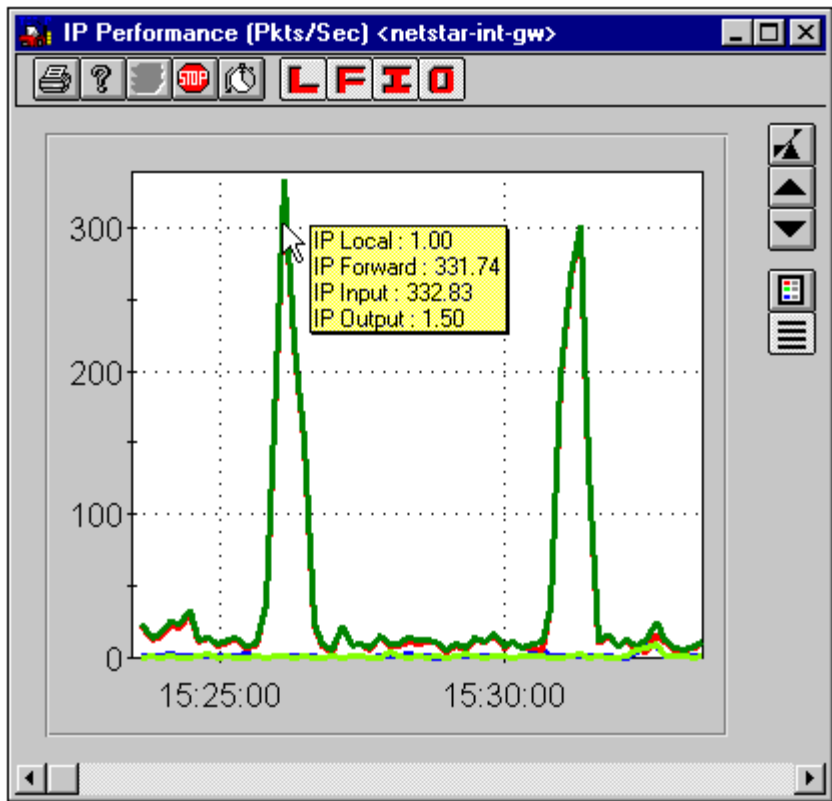 IP Performance (Pkts/Sec) <netstar-int-gw>
? STOP L F I O
300
IP Local : 1.00
IP Forward : 331.74
IP Input : 332.83
IP Output : 1.50
200
100
0
15:25:00 15:30:00